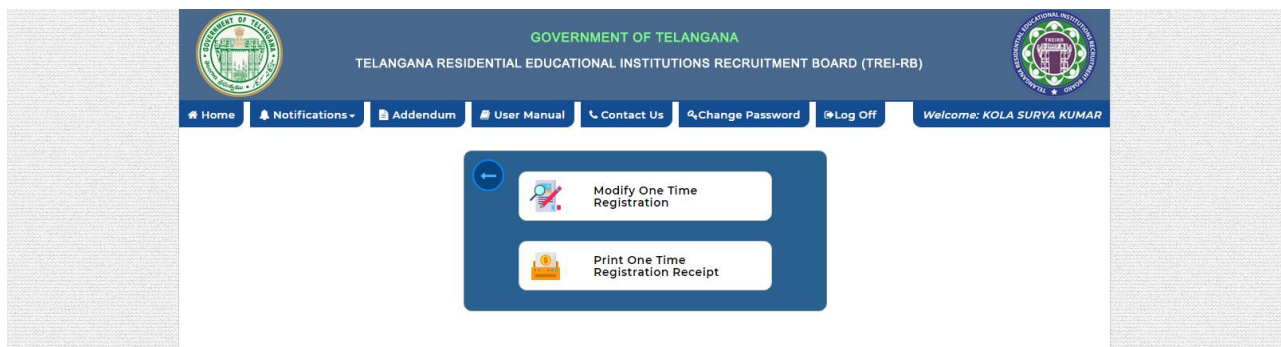 GOVERNMENT OF TELANGANA
TELANGANA RESIDENTIAL EDUCATIONAL INSTITUTIONS RECRUITMENT BOARD (TREI-RB)
Home Notifications Addendum User Manual Contact Us Change Password Log Off Welcome: KOLA SURYA KUMAR
Modify One Time
Registration
Print One Time
Registration Receipt